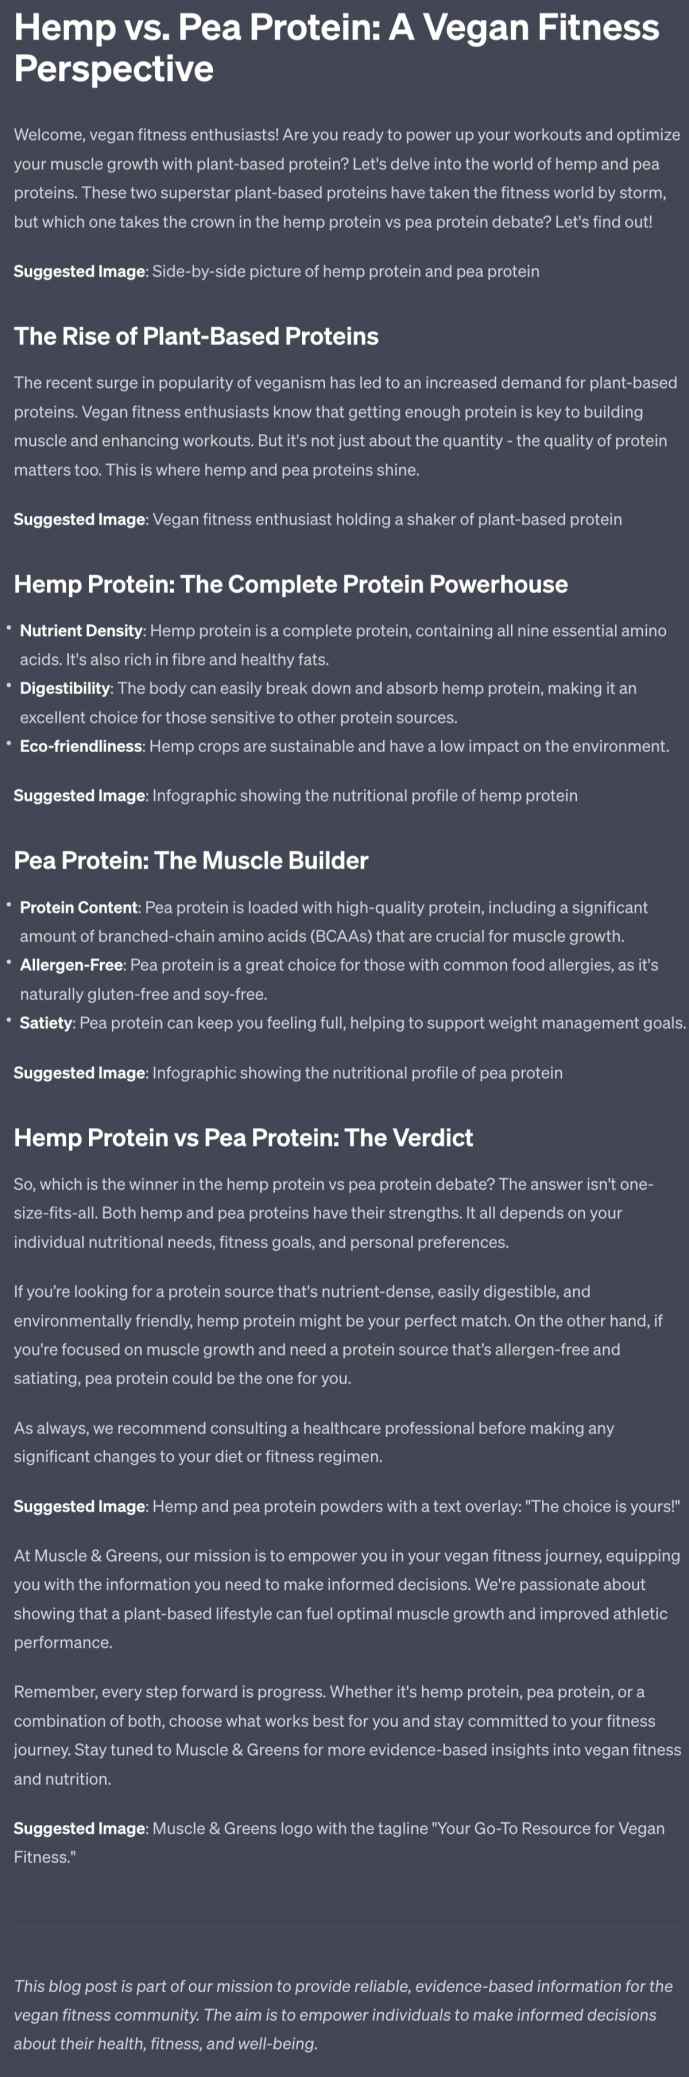 Hemp vs. Pea Protein: A Vegan Fitness
Perspective
Welcome, vegan fitness enthusiasts! Are you ready to power up your workouts and optimize
your muscle growth with plant-based protein? Let's delve into the world of hemp and pea
proteins. These two superstar plant-based proteins have taken the fitness world by storm,
but which one takes the crown in the hemp protein vs pea protein debate? Let's find out!
Suggested Image: Side-by-side picture of hemp protein and pea protein
The Rise of Plant-Based Proteins
The recent surge in popularity of veganism has led to an increased demand for plant-based
proteins. Vegan fitness enthusiasts know that getting enough protein is key to building
muscle and enhancing workouts. But it's not just about the quantity - the quality of protein
matters too. This is where hemp and pea proteins shine.
Suggested Image: Vegan fitness enthusiast holding a shaker of plant-based protein
Hemp Protein: The Complete Protein Powerhouse
• Nutrient Density: Hemp protein is a complete protein, containing all nine essential amino
acids. It's also rich in fibre and healthy fats.
• Digestibility: The body can easily break down and absorb hemp protein, making it an
excellent choice for those sensitive to other protein sources.
• Eco-friendliness: Hemp crops are sustainable and have a low impact on the environment.
Suggested Image: Infographic showing the nutritional profile of hemp protein
Pea Protein: The Muscle Builder
• Protein Content: Pea protein is loaded with high-quality protein, including a significant
amount of branched-chain amino acids (BCAAs) that are crucial for muscle growth.
• Allergen-Free: Pea protein is a great choice for those with common food allergies, as it's
naturally gluten-free and soy-free.
• Satiety: Pea protein can keep you feeling full, helping to support weight management goals.
Suggested Image: Infographic showing the nutritional profile of pea protein
Hemp Protein vs Pea Protein: The Verdict
So, which is the winner in the hemp protein vs pea protein debate? The answer isn't one-
size-fits-all. Both hemp and pea proteins have their strengths. It all depends on your
individual nutritional needs, fitness goals, and personal preferences.
If you're looking for a protein source that's nutrient-dense, easily digestible, and
environmentally friendly, hemp protein might be your perfect match. On the other hand, if
you're focused on muscle growth and need a protein source that's allergen-free and
satiating, pea protein could be the one for you.
As always, we recommend consulting a healthcare professional before making any
significant changes to your diet or fitness regimen.
Suggested Image: Hemp and pea protein powders with a text overlay: "The choice is yours!"
At Muscle & Greens, our mission is to empower you in your vegan fitness journey, equipping
you with the information you need to make informed decisions. We're passionate about
showing that a plant-based lifestyle can fuel optimal muscle growth and improved athletic
performance.
Remember, every step forward is progress. Whether it's hemp protein, pea protein, or a
combination of both, choose what works best for you and stay committed to your fitness
journey. Stay tuned to Muscle & Greens for more evidence-based insights into vegan fitness
and nutrition.
Suggested Image: Muscle & Greens logo with the tagline "Your Go-To Resource for Vegan
Fitness."
This blog post is part of our mission to provide reliable, evidence-based information for the
vegan fitness community. The aim is to empower individuals to make informed decisions
about their health, fitness, and well-being.